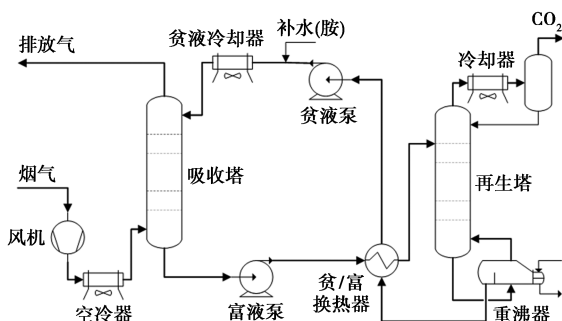 排放气
贫液冷却器
补水(胺)
CO₂
冷却器
贫液泵
烟气
吸收塔
再生塔
风机
空冷器
富液泵
贫/富
换热器
重沸器